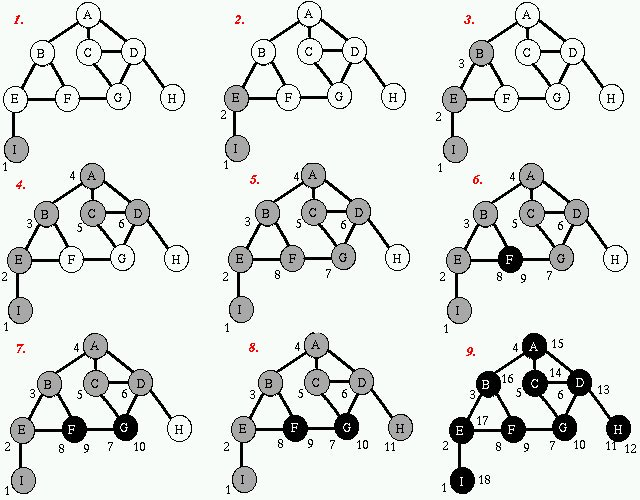 1.
A
B C D
E F G H
I
1
2.
A
B C D
E F G H
2
I
3.
A
B C D
3
E F G H
2
I
1
4.
4 A
B C D
3 5 6
E F G H
2
I
1
5.
4 A
B C D
3 5 6
E F G H
2 8 7
I
1
6.
4 A
B C D
3 5 6
E F G H
2 8 9 7
I
1
7.
4 A
B C D
3 5 6
E F G H
2 8 9 7 10
I
1
8.
4 A
B C D
3 5 6
E F G H
2 8 9 7 10 11
I
1
9.
4 A 15
B 16 C 14 D 13
3 5 6
E 17 F G H
2 8 9 7 10 11 12
I 18
1